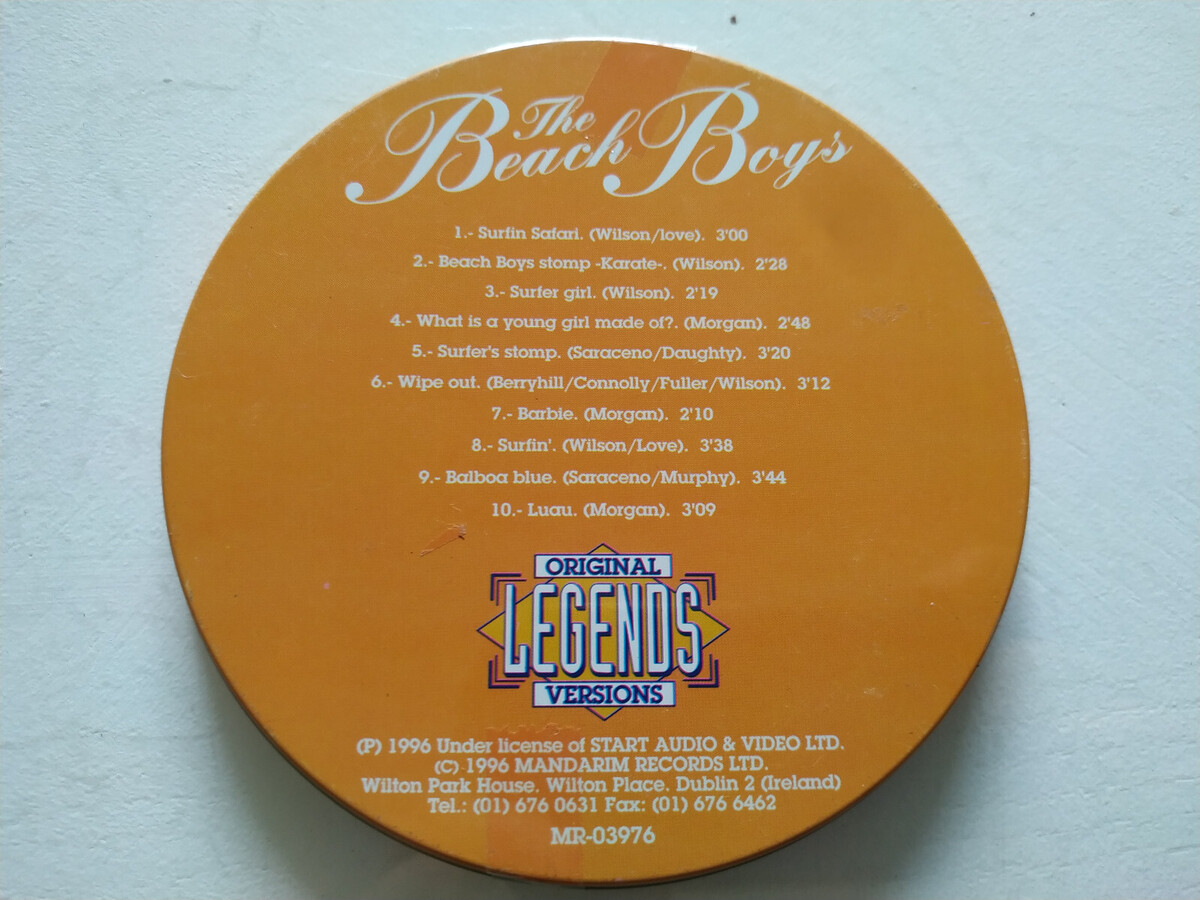 The
Beach Boys
1.- Surfin Safari. (Wilson/love). 3'00
2.- Beach Boys stomp -Karate-. (Wilson). 2'28
3.- Surfer girl. (Wilson). 2'19
4.- What is a young girl made of?. (Morgan). 2'48
5.- Surfer's stomp. (Saraceno/Daughty). 3'20
6.- Wipe out. (Berryhill/Connolly/Fuller/Wilson). 3'12
7.- Barbie. (Morgan). 2'10
8.- Surfin'. (Wilson/Love). 3'38
9.- Balboa blue. (Saraceno/Murphy). 3'44
10.- Luau. (Morgan). 3'09
ORIGINAL
LEGENDS
VERSIONS
(P) 1996 Under license of START AUDIO & VIDEO LTD.
(C) 1996 MANDARIM RECORDS LTD.
Wilton Park House. Wilton Place. Dublin 2 (Ireland)
Tel.: (01) 676 0631 Fax: (01) 676 6462
MR-03976